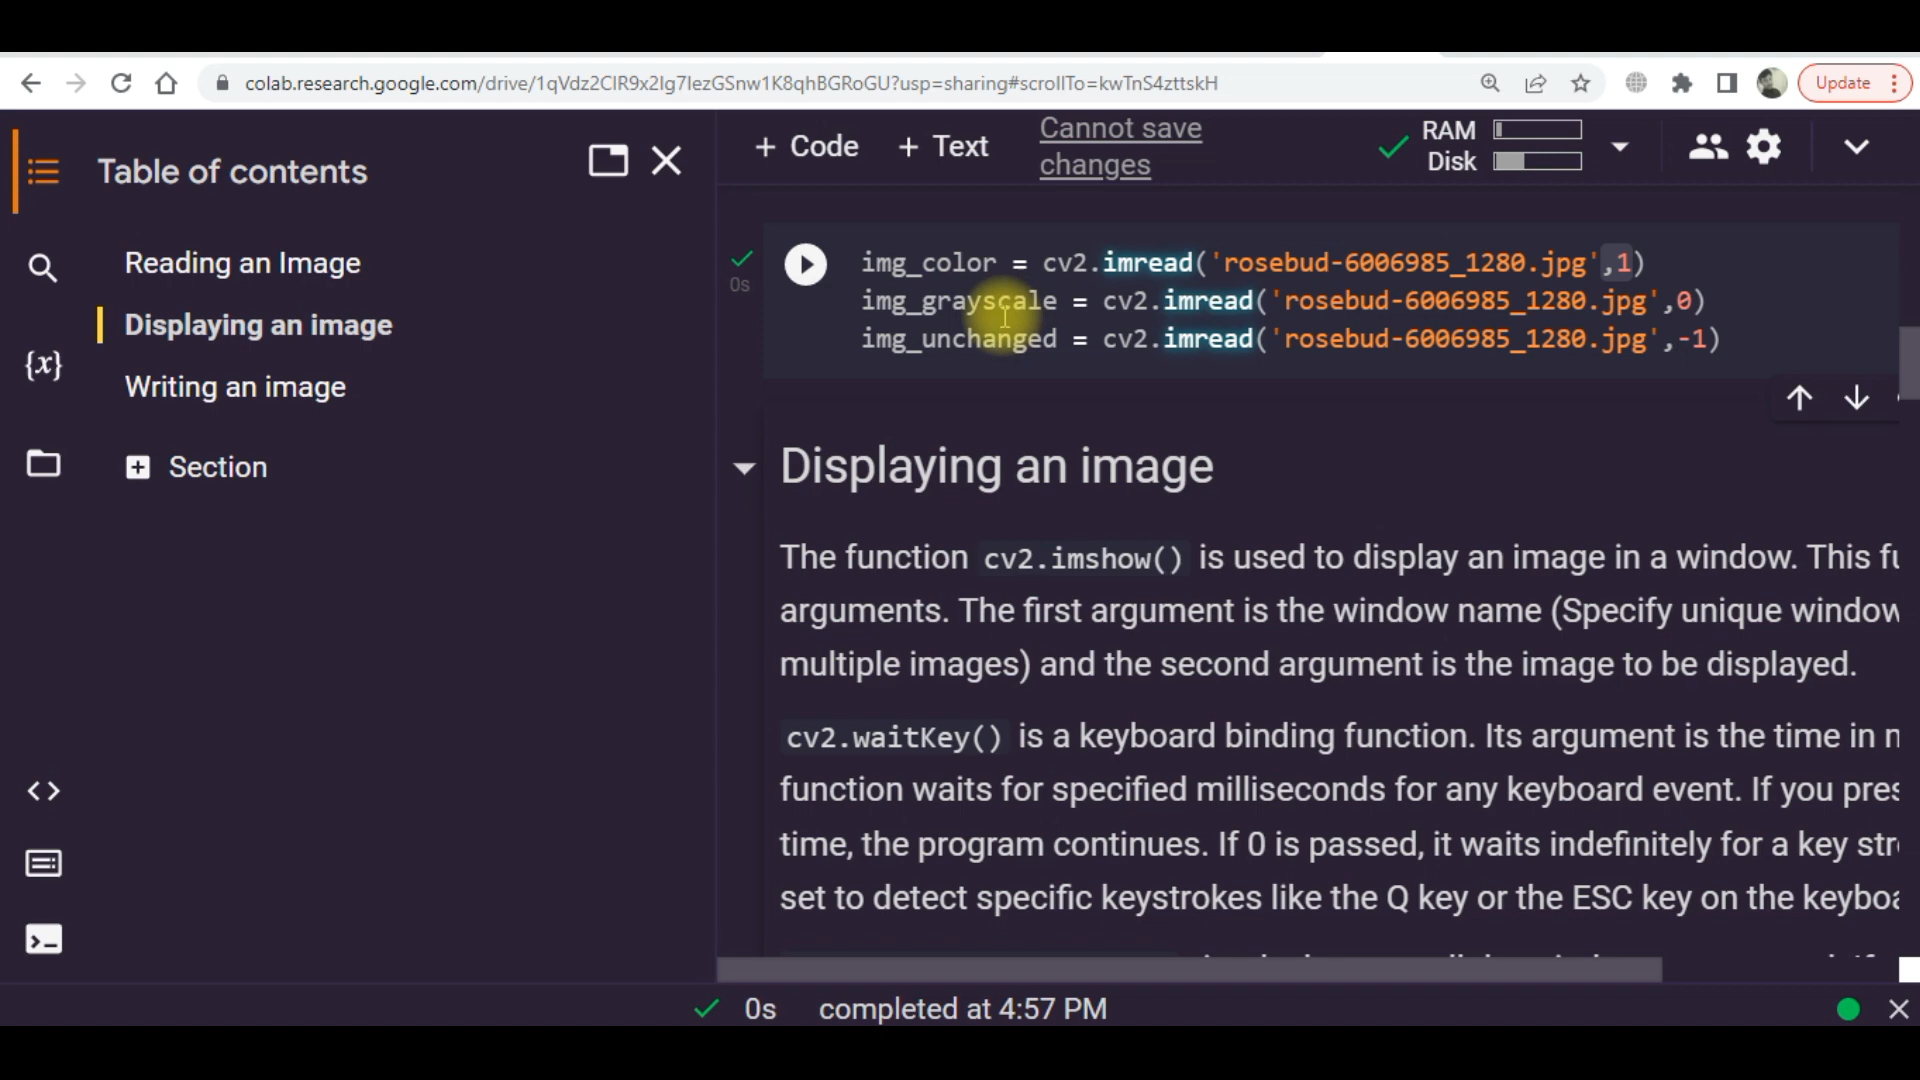 colab.research.google.com/drive/1qVdz2ClR9x2Ig7IezGSnw1K8qhBGRoGU?usp=sharing#scrollTo=kwTnS4zttskH
Update
Table of contents
Reading an Image
Displaying an image
Writing an image
Section
{x}
+ Code
+ Text
Cannot save
changes
RAM
Disk
0s
img_color = cv2.imread('rosebud-6006985_1280.jpg',1)
img_grayscale = cv2.imread('rosebud-6006985_1280.jpg',0)
img_unchanged = cv2.imread('rosebud-6006985_1280.jpg',-1)
Displaying an image
The function cv2.imshow() is used to display an image in a window. This
arguments. The first argument is the window name (Specify unique window
multiple images) and the second argument is the image to be displayed.
cv2.waitKey() is a keyboard binding function. Its argument is the time in
function waits for specified milliseconds for any keyboard event. If you
time, the program continues. If 0 is passed, it waits indefinitely for a key
set to detect specific keystrokes like the Q key or the ESC key on the
0s completed at 4:57 PM